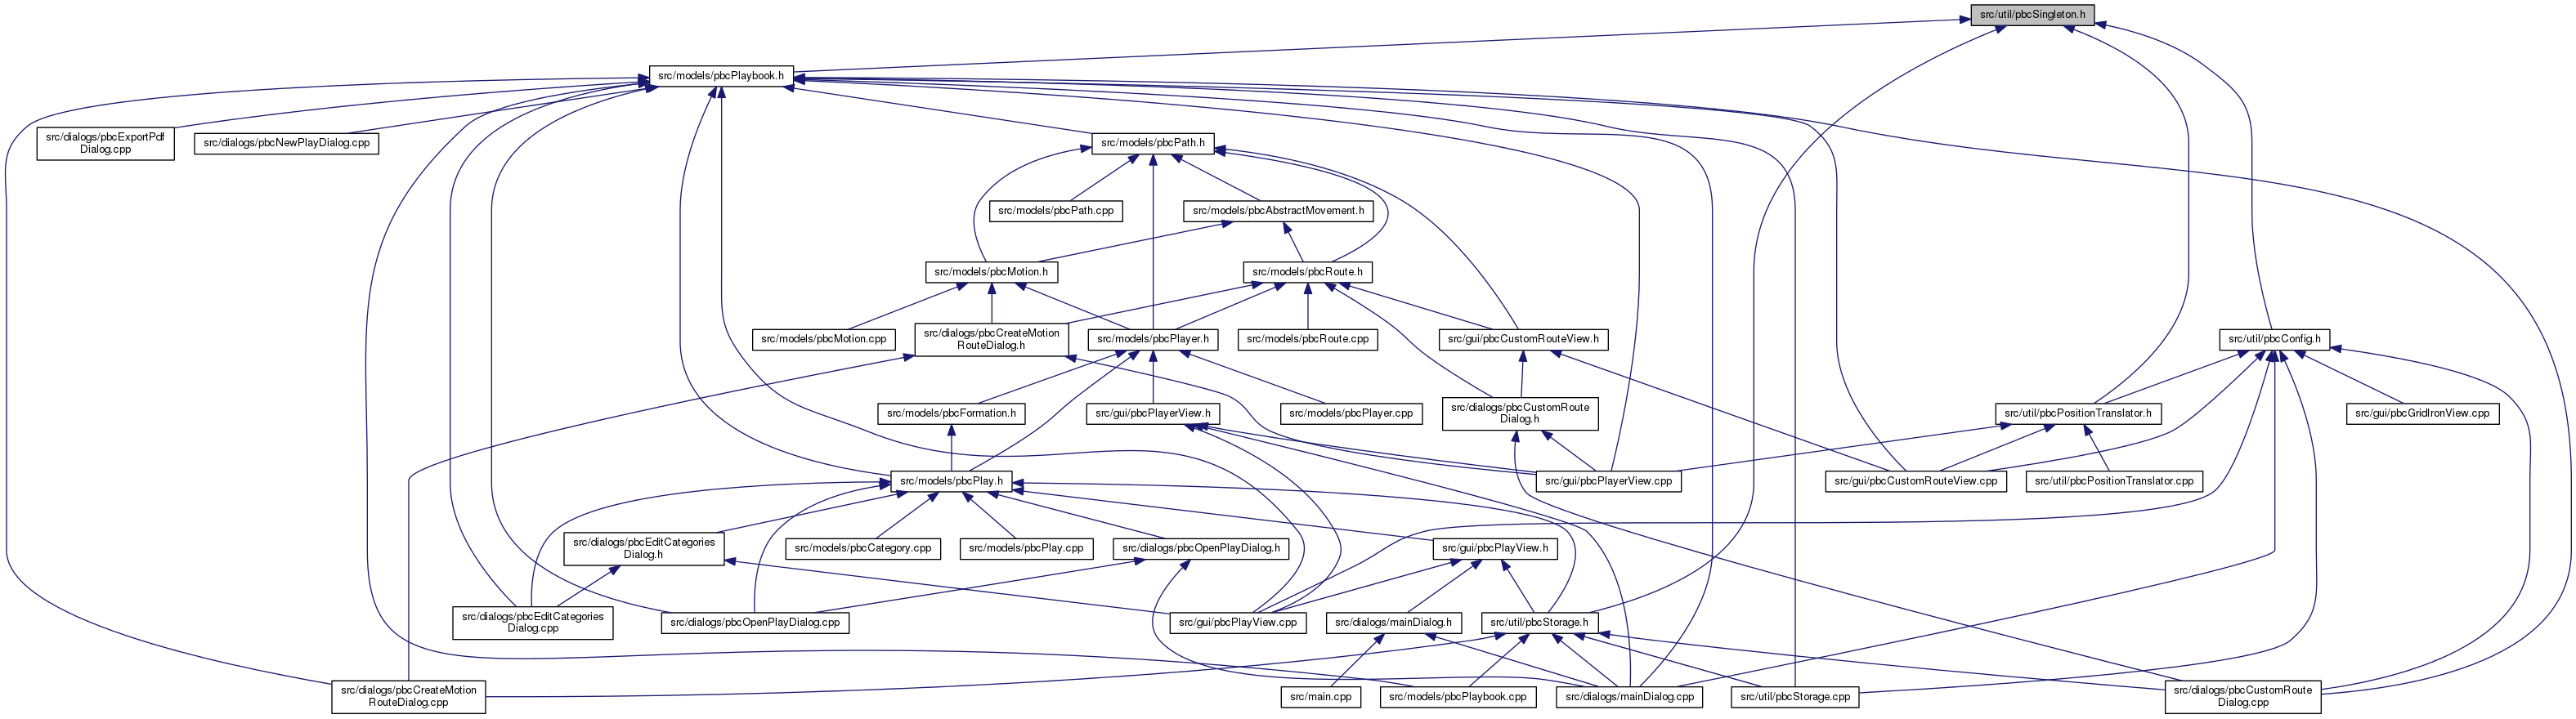 src/util/pbcSingleton.h
src/models/pbcPlaybook.h
src/dialogs/pbcExportPdf
Dialog.cpp
src/dialogs/pbcNewPlayDialog.cpp
src/models/pbcPath.h
src/models/pbcPath.cpp
src/models/pbcAbstractMovement.h
src/models/pbcMotion.h
src/models/pbcRoute.h
src/models/pbcMotion.cpp
src/dialogs/pbcCreateMotion
RouteDialog.h
src/models/pbcPlayer.h
src/models/pbcRoute.cpp
src/gui/pbcCustomRouteView.h
src/util/pbcConfig.h
src/models/pbcFormation.h
src/gui/pbcPlayerView.h
src/models/pbcPlayer.cpp
src/dialogs/pbcCustomRoute
Dialog.h
src/util/pbcPositionTranslator.h
src/gui/pbcGridIronView.cpp
src/models/pbcPlay.h
src/gui/pbcPlayerView.cpp
src/gui/pbcCustomRouteView.cpp
src/util/pbcPositionTranslator.cpp
src/dialogs/pbcEditCategories
Dialog.h
src/models/pbcCategory.cpp
src/models/pbcPlay.cpp
src/dialogs/pbcOpenPlayDialog.h
src/gui/pbcPlayView.h
src/dialogs/pbcEditCategories
Dialog.cpp
src/dialogs/pbcOpenPlayDialog.cpp
src/gui/pbcPlayView.cpp
src/dialogs/mainDialog.h
src/util/pbcStorage.h
src/dialogs/pbcCreateMotion
RouteDialog.cpp
src/main.cpp
src/models/pbcPlaybook.cpp
src/dialogs/mainDialog.cpp
src/util/pbcStorage.cpp
src/dialogs/pbcCustomRoute
Dialog.cpp